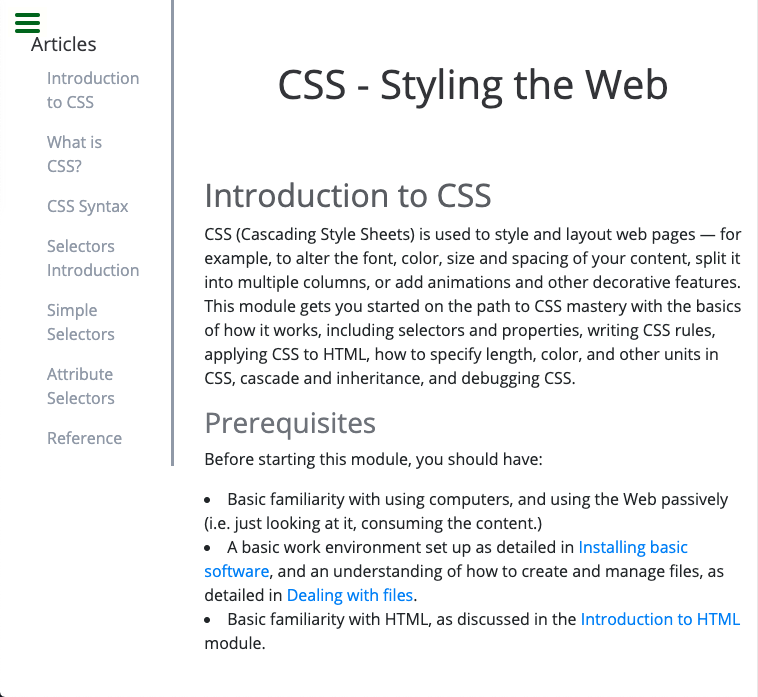 Articles
Introduction
to CSS
What is
CSS?
CSS Syntax
Selectors
Introduction
Simple
Selectors
Attribute
Selectors
Reference
CSS - Styling the Web
Introduction to CSS
CSS (Cascading Style Sheets) is used to style and layout web pages — for
example, to alter the font, color, size and spacing of your content, split it
into multiple columns, or add animations and other decorative features.
This module gets you started on the path to CSS mastery with the basics
of how it works, including selectors and properties, writing CSS rules,
applying CSS to HTML, how to specify length, color, and other units in
CSS, cascade and inheritance, and debugging CSS.
Prerequisites
Before starting this module, you should have:
• Basic familiarity with using computers, and using the Web passively
(i.e. just looking at it, consuming the content.)
• A basic work environment set up as detailed in Installing basic
software, and an understanding of how to create and manage files, as
detailed in Dealing with files.
• Basic familiarity with HTML, as discussed in the Introduction to HTML
module.